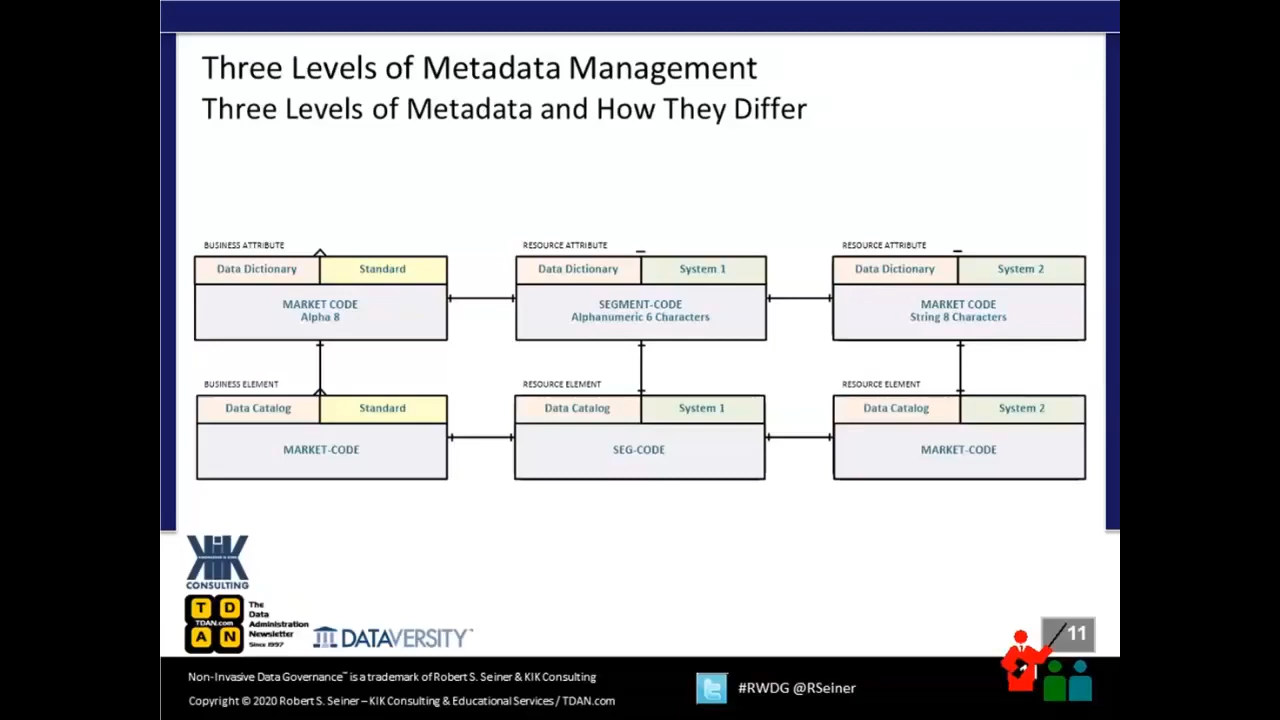 Three Levels of Metadata Management
Three Levels of Metadata and How They Differ
BUSINESS ATTRIBUTE
RESOURCE ATTRIBUTE
RESOURCE ATTRIBUTE
Data Dictionary
Standard
Data Dictionary
System 1
Data Dictionary
System 2
MARKET CODE
Alpha 8
SEGMENT-CODE
Alphanumeric 6 Characters
MARKET CODE
String 8 Characters
BUSINESS ELEMENT
RESOURCE ELEMENT
RESOURCE ELEMENT
Data Catalog
Standard
Data Catalog
System 1
Data Catalog
System 2
MARKET-CODE
SEG-CODE
MARKET-CODE
KIK
CONSULTING
T D
TDAN.com
A N
The
Data
Administration
Newsletter
Since 1997
DATAVERSITY™
11
Non-Invasive Data Governance™ is a trademark of Robert S. Seiner & KIK Consulting
Copyright © 2020 Robert S. Seiner – KIK Consulting & Educational Services / TDAN.com
#RWDG @RSeiner